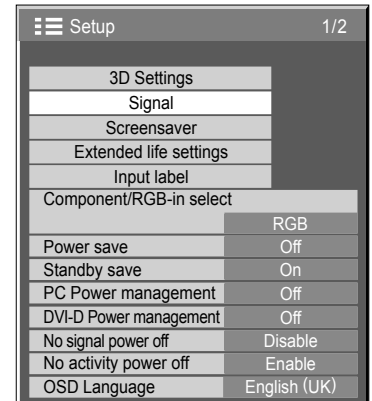 Setup 1/2
3D Settings
Signal
Screensaver
Extended life settings
Input label
Component/RGB-in select
RGB
Power save Off
Standby save On
PC Power management Off
DVI-D Power management Off
No signal power off Disable
No activity power off Enable
OSD Language English (UK)